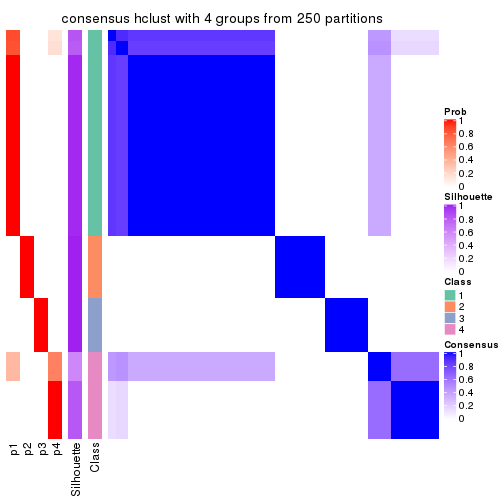 consensus hclust with 4 groups from 250 partitions
Prob
1
0.8
0.6
0.4
0.2
0
Silhouette
1
0.8
0.6
0.4
0.2
0
Class
1
2
3
4
Consensus
1
0.8
0.6
0.4
0.2
0
p1
p2
p3
p4
Silhouette
Class